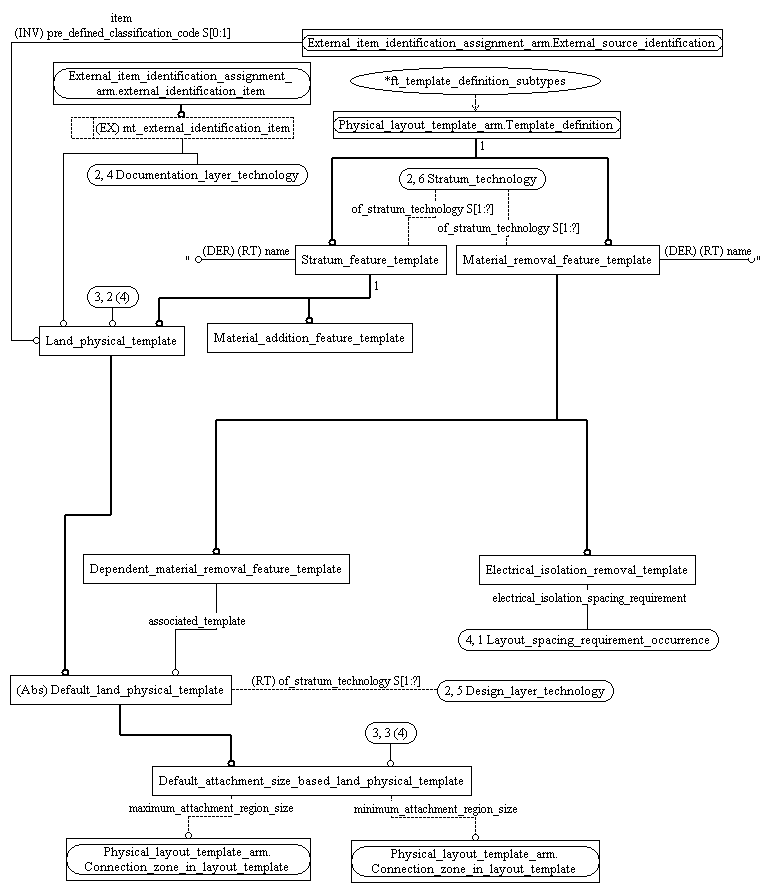 item
(INV) pre_defined_classification_code S[0:1]
External_item_identification_assignment_arm.External_source_identification
External_item_identification_assignment_
arm.external_identification_item
*ft_template_definition_subtypes
(EX) mt_external_identification_item
Physical_layout_template_arm.Template_definition
1
2, 4 Documentation_layer_technology
2, 6 Stratum_technology
of_stratum_technology S[1:?]
of_stratum_technology S[1:?]
" (DER) (RT) name
Stratum_feature_template
Material_removal_feature_template
(DER) (RT) name "
1
3, 2 (4)
Land_physical_template
Material_addition_feature_template
Dependent_material_removal_feature_template
Electrical_isolation_removal_template
electrical_isolation_spacing_requirement
associated_template
4, 1 Layout_spacing_requirement_occurrence
(Abs) Default_land_physical_template
(RT) of_stratum_technology S[1:?]
2, 5 Design_layer_technology
3, 3 (4)
Default_attachment_size_based_land_physical_template
maximum_attachment_region_size
minimum_attachment_region_size
Physical_layout_template_arm.
Connection_zone_in_layout_template
Physical_layout_template_arm.
Connection_zone_in_layout_template